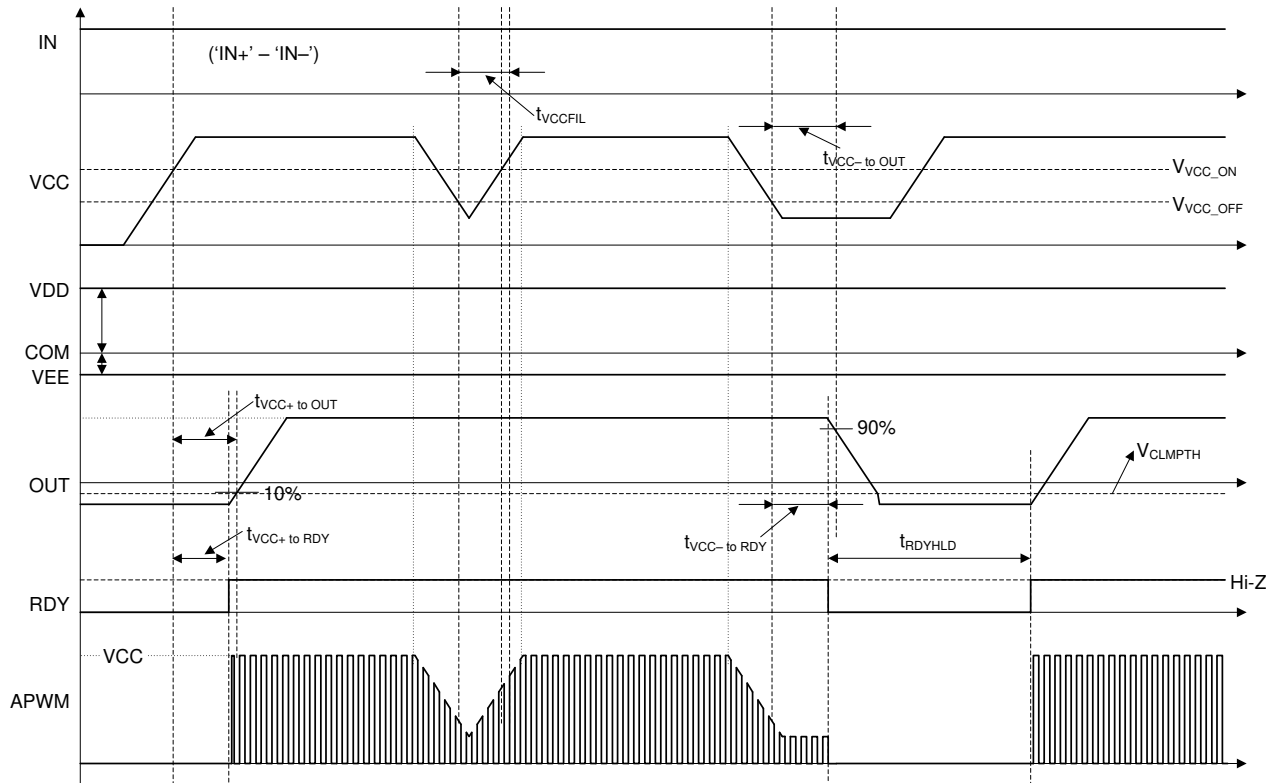 IN
(‘IN+’ – ‘IN–’)
tVCCFIL
tVCC– to OUT
VCC
VVCC_ON
VVCC_OFF
VDD
COM
VEE
tVCC+ to OUT
90%
VCLMPTH
OUT
10%
tVCC+ to RDY
tVCC– to RDY
tRDYHLD
Hi-Z
RDY
VCC
APWM